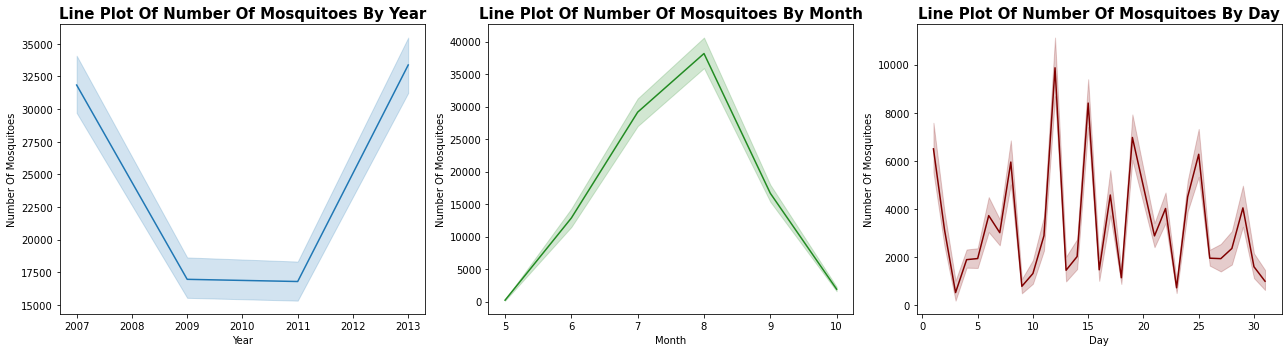 Line Plot Of Number Of Mosquitoes By Year
Number Of Mosquitoes
35000
32500
30000
27500
25000
22500
20000
17500
15000
2007 2008 2009 2010 2011 2012 2013
Year
Line Plot Of Number Of Mosquitoes By Month
Number Of Mosquitoes
40000
35000
30000
25000
20000
15000
10000
5000
0
5 6 7 8 9 10
Month
Line Plot Of Number Of Mosquitoes By Day
Number Of Mosquitoes
10000
8000
6000
4000
2000
0
0 5 10 15 20 25 30
Day